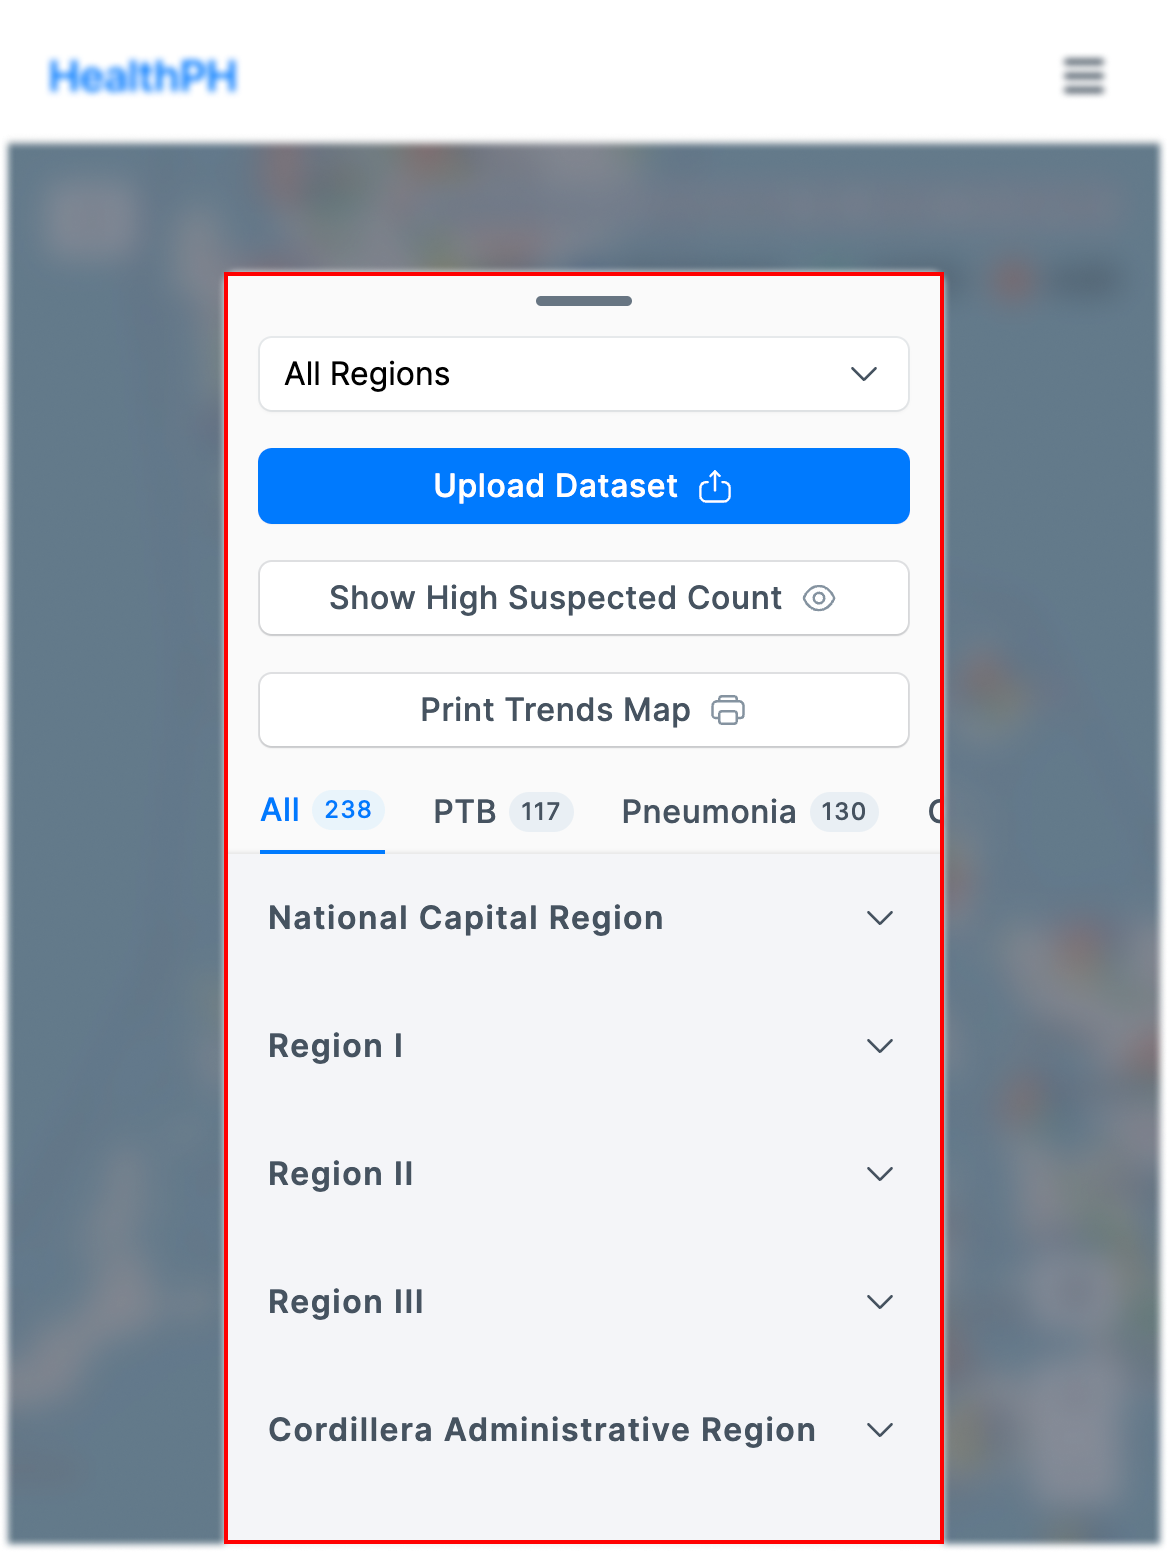 HealthPH
All Regions
Upload Dataset
Show High Suspected Count
Print Trends Map
All 238 PTB 117 Pneumonia 130
National Capital Region
Region I
Region II
Region III
Cordillera Administrative Region